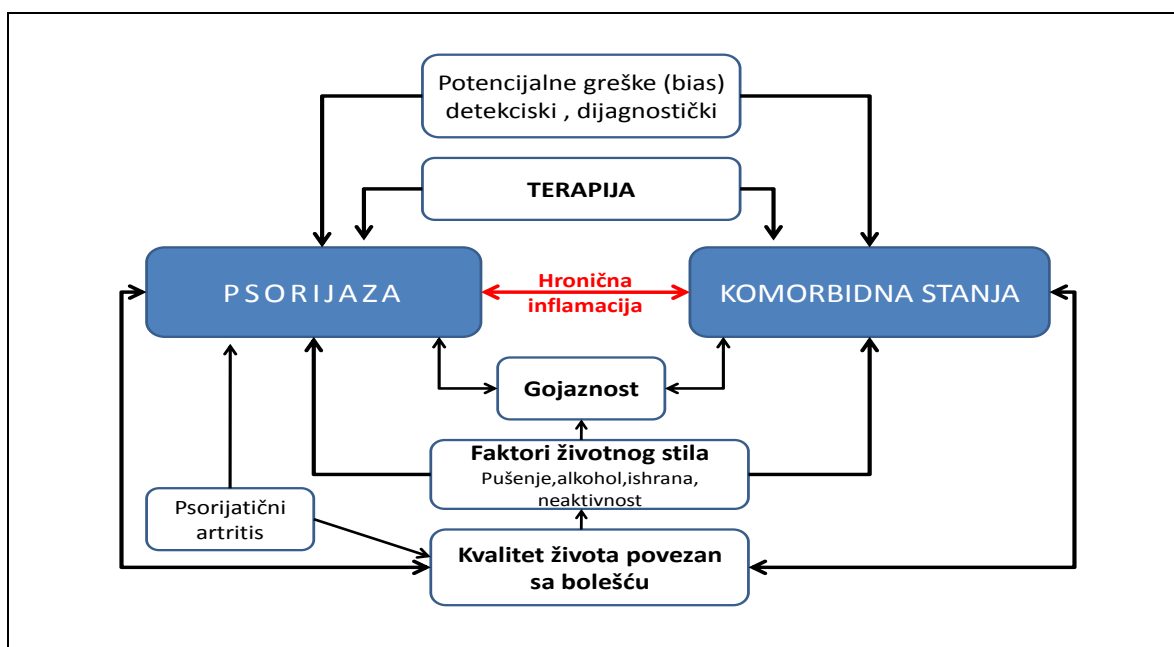 Potencijalne greške (bias)
detekciski , dijagnostički
TERAPIJA
PSORIJAZA
Hronična
inflamacija
KOMORBIDNA STANJA
Gojaznost
Faktori životnog stila
Pušenje,alkohol,ishrana,
neaktivnost
Psorijatični
artritis
Kvalitet života povezan
sa bolešću